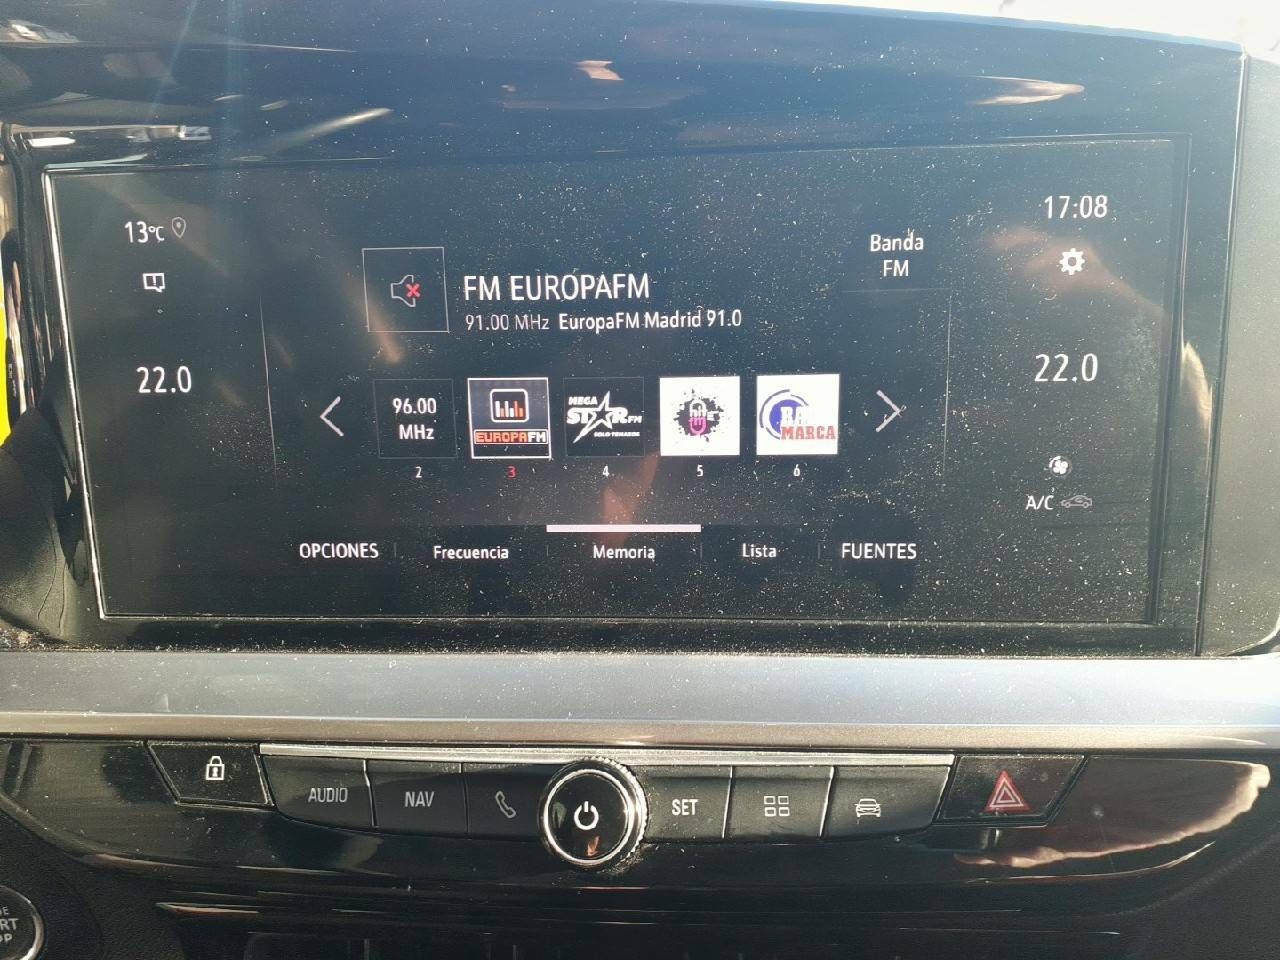 13°C
17:08
Banda
FM
FM EUROPAFM
91.00 MHz EuropaFM Madrid 91.0
22.0
22.0
96.00
MHz
EUROPAFM
MEGA
STAR FM
SOLO TEMAZOS
MARCA
2
3
4
5
6
A/C
OPCIONES
Frecuencia
Memoria
Lista
FUENTES
AUDIO
NAV
SET